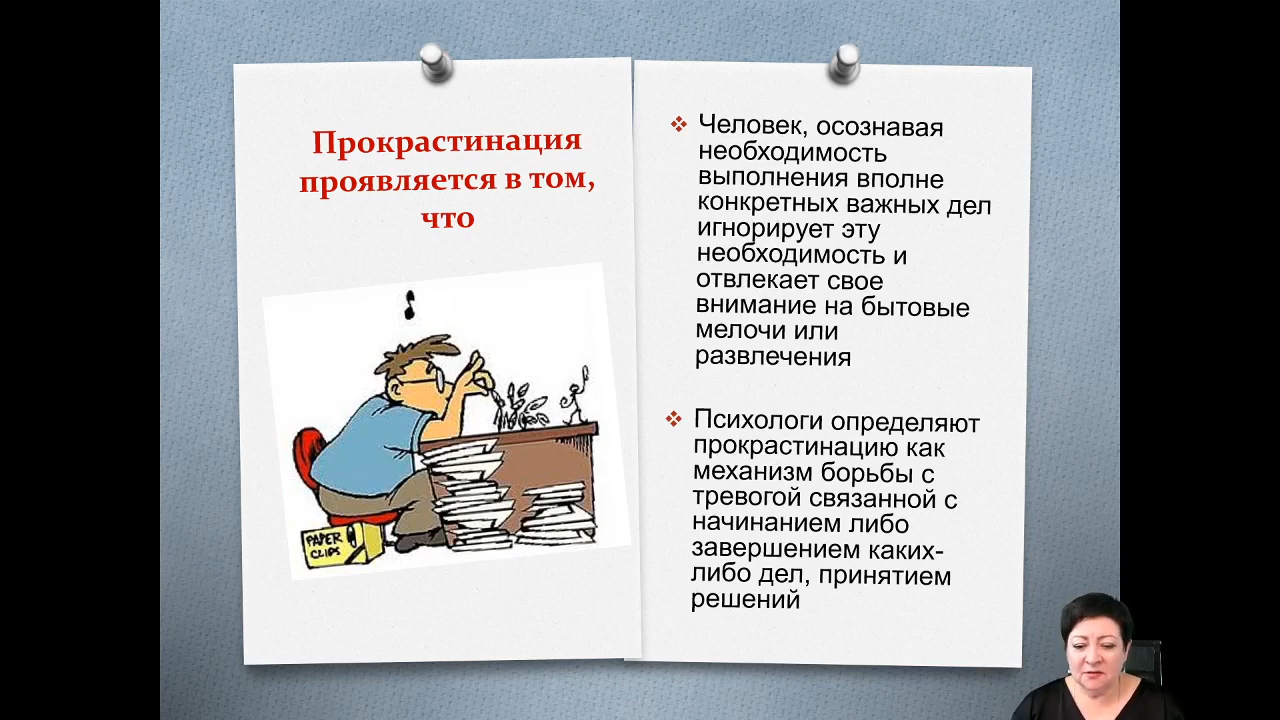 Прокрастинация
проявляется в том,
что
PAPER
CLIPS
❖ Человек, осознавая
необходимость
выполнения вполне
конкретных важных дел
игнорирует эту
необходимость и
отвлекает свое
внимание на бытовые
мелочи или
развлечения
❖ Психологи определяют
прокрастинацию как
механизм борьбы с
тревогой связанной с
начинанием либо
завершением каких-
либо дел, принятием
решений